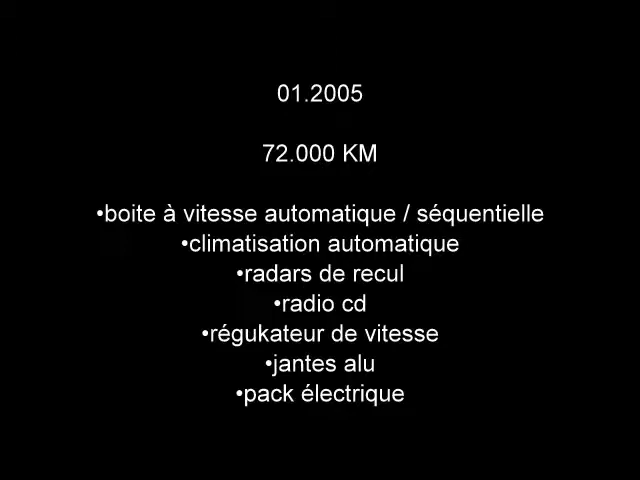 01.2005
72.000 KM
•boite à vitesse automatique / séquentielle
•climatisation automatique
•radars de recul
•radio cd
•régukateur de vitesse
•jantes alu
•pack électrique